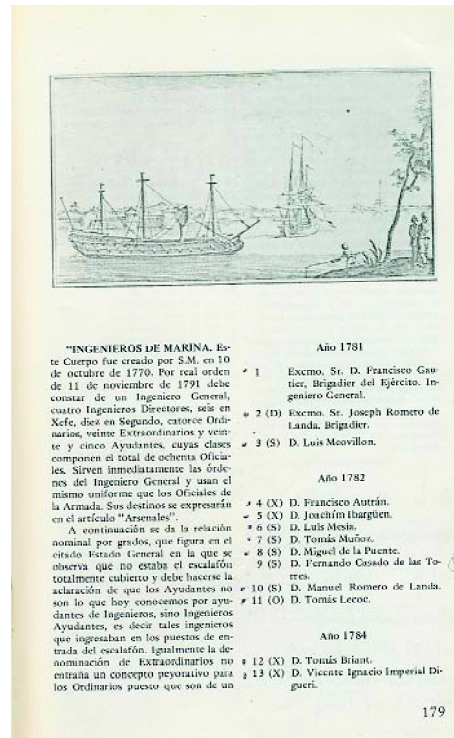 "INGENIEROS DE MARINA. Es-
te Cuerpo fue creado por S.M. en 10
de octubre de 1770. Por real orden
de 11 de noviembre de 1791 debe
constar de un Ingeniero General,
cuatro Ingenieros Directores, seis en
Xefe, diez en Segundo, catorce Ordi-
narios, veinte Extraordinarios y vein-
te y cinco Ayudantes, cuyas clases
componen el total de ochenta Oficia-
les. Sirven inmediatamente las órde-
nes del Ingeniero General y usan el
mismo uniforme que los Oficiales de
la Armada. Sus destinos se expresarán
en el artículo "Arsenales".
A continuación se da la relación
nominal por grados, que figura en el
citado Estado General en la que se
observa que no estaba el escalafón
totalmente cubierto y debe hacerse la
aclaración de que los Ayudantes no
son lo que hoy conocemos por ayu-
dantes de Ingenieros, sino Ingenieros
Ayudantes, es decir tales ingenieros
que ingresaban en los puestos de en-
trada del escalafón. Igualmente la de-
nominación de Extraordinarios no
entraña un concepto peyorativo para
los Ordinarios puesto que son de un
Año 1781
1 Excmo. Sr. D. Francisco Gau-
tier, Brigadier del Ejército. In-
geniero General.
2 (D) Excmo. Sr. Joseph Romero de
Landa. Brigadier.
3 (S) D. Luis Meovillon.
Año 1782
4 (X) D. Francisco Autrán.
5 (X) D. Joachím Ibargüen.
6 (S) D. Luis Mesia.
7 (S) D. Tomás Muñoz.
8 (S) D. Miguel de la Puente.
9 (S) D. Fernando Casado de las To-
rres.
10 (S) D. Manuel Romero de Landa.
11 (O) D. Tomás Lecoc.
Año 1784
12 (X) D. Tomás Briant.
13 (X) D. Vicente Ignacio Imperial Di-
gueri.
179